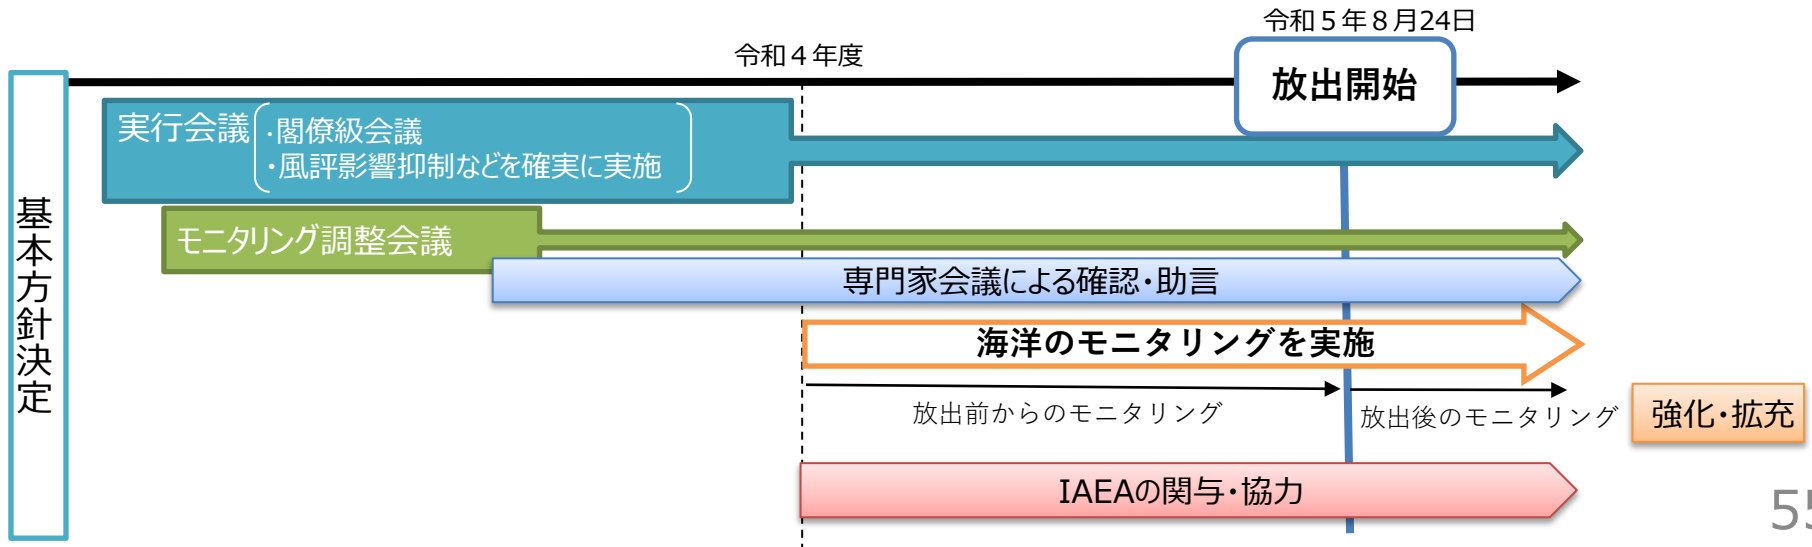 令和５年８月24日
令和４年度
放出開始
基本方針決定
実行会議
・閣僚級会議
・風評影響抑制などを確実に実施
モニタリング調整会議
専門家会議による確認・助言
海洋のモニタリングを実施
放出前からのモニタリング
放出後のモニタリング
強化・拡充
IAEAの関与・協力
55